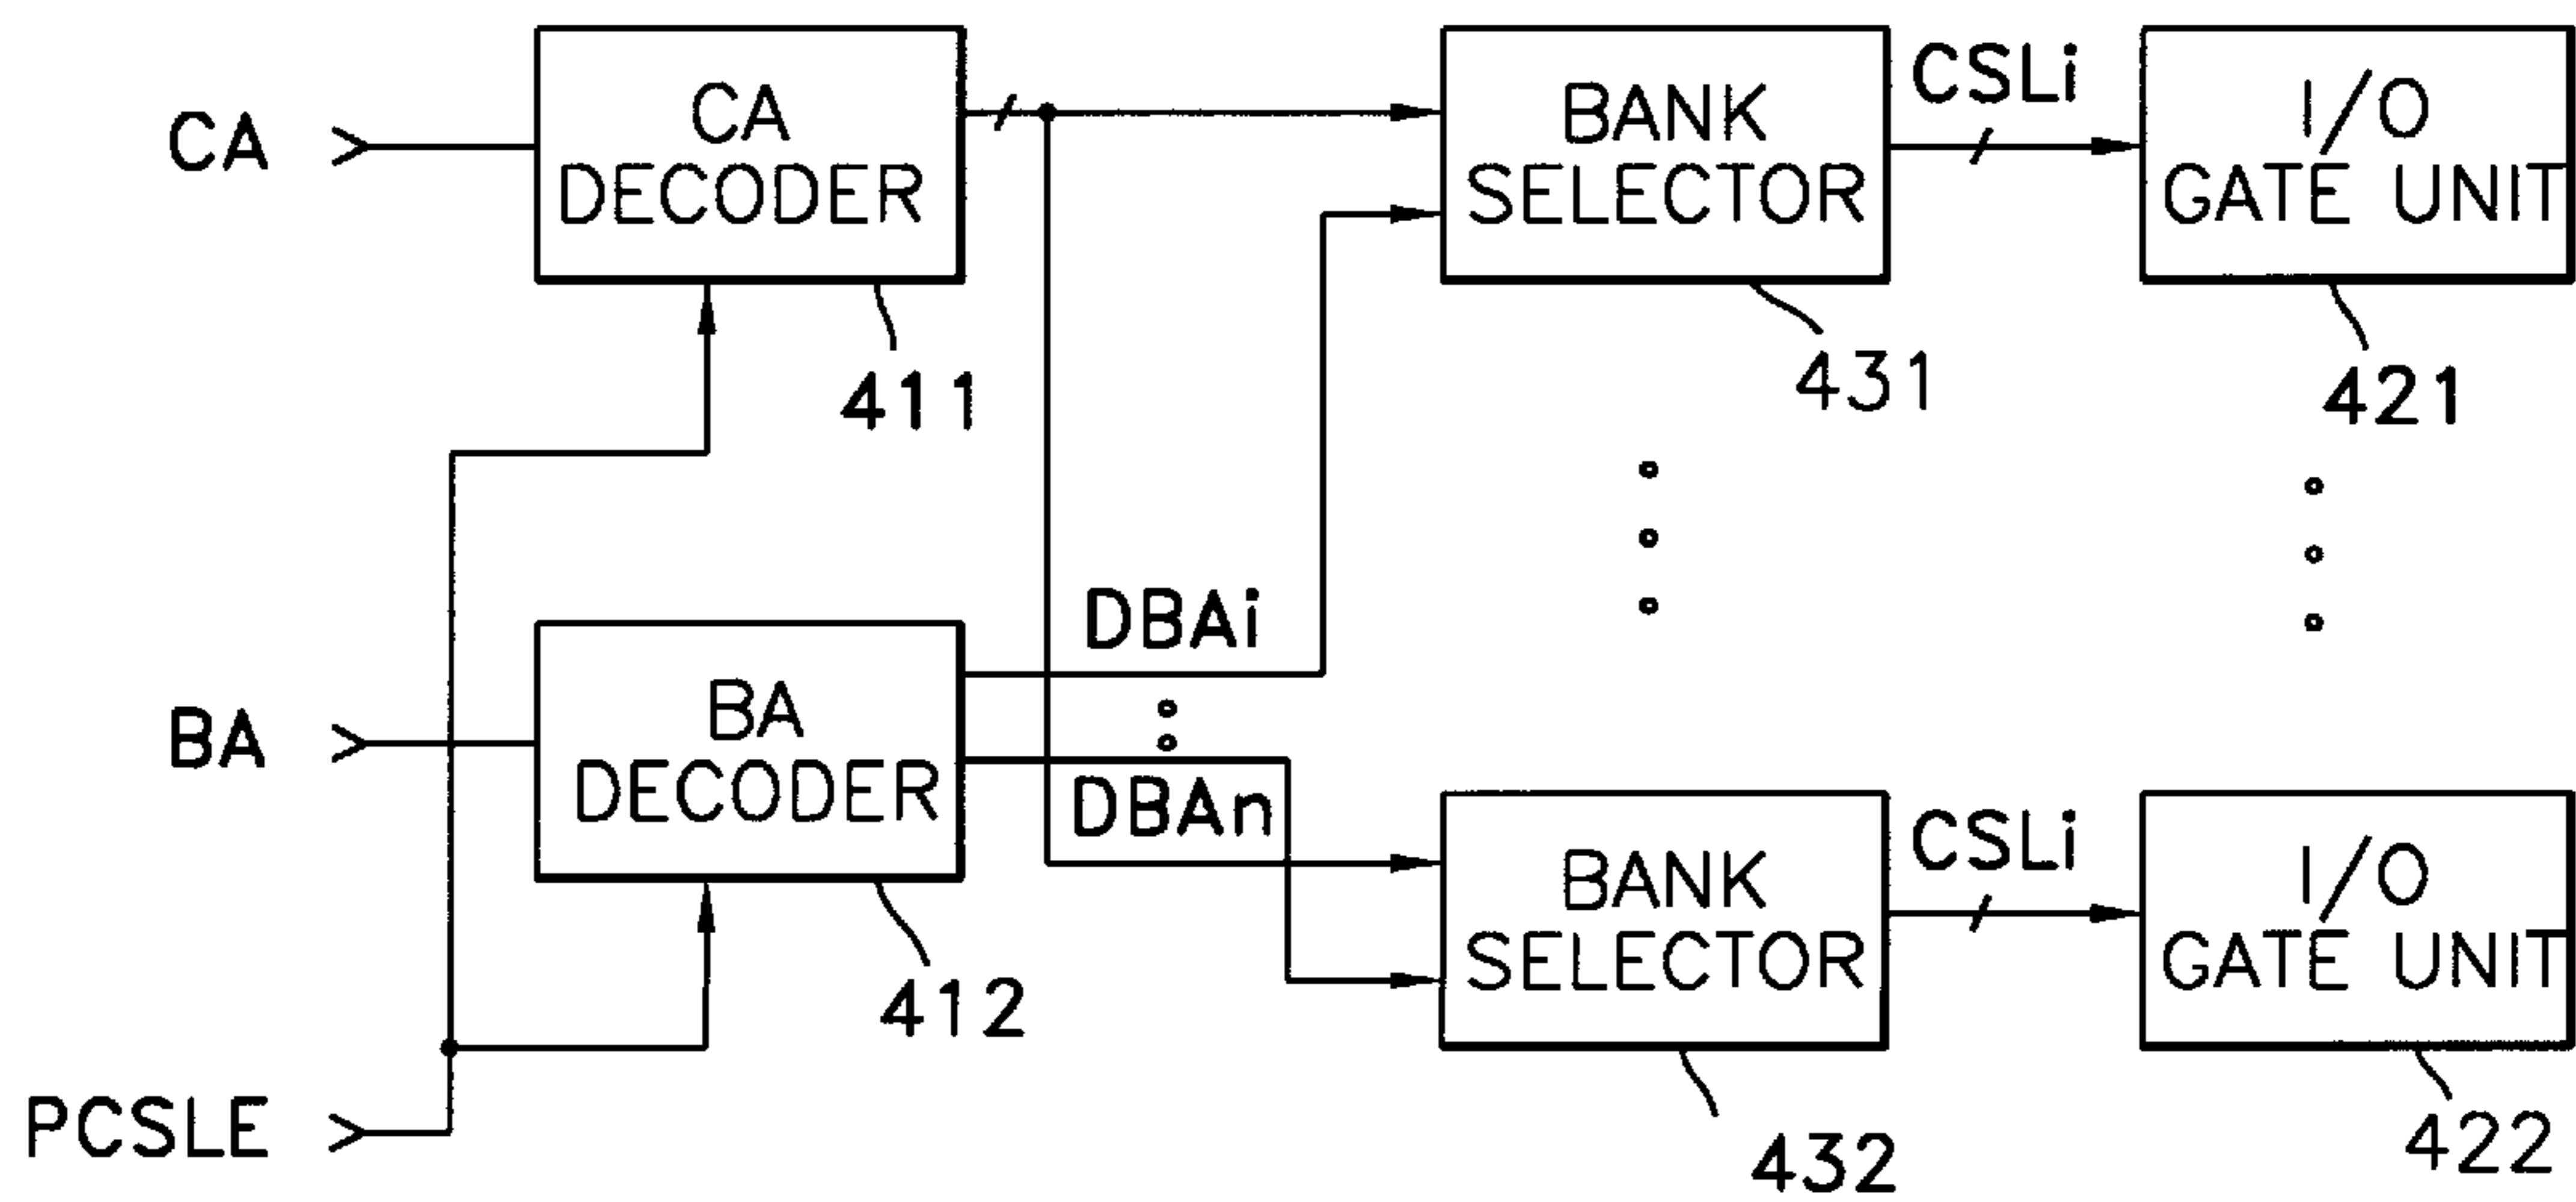 CA
CA
DECODER
411
BANK
SELECTOR
431
CSLi
I/O
GATE UNIT
421
BA
BA
DECODER
412
DBAi
DBAn
BANK
SELECTOR
432
CSLi
I/O
GATE UNIT
422
PCSLE